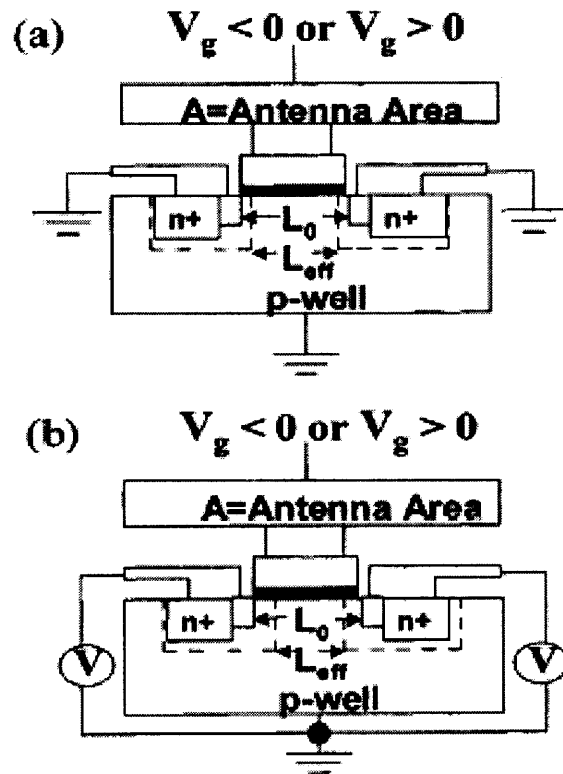 (a) V_g < 0 or V_g > 0
A=Antenna Area
n+ L_0 n+
L_eff
p-well
(b) V_g < 0 or V_g > 0
A=Antenna Area
n+ L_0 n+
V L_eff V
p-well